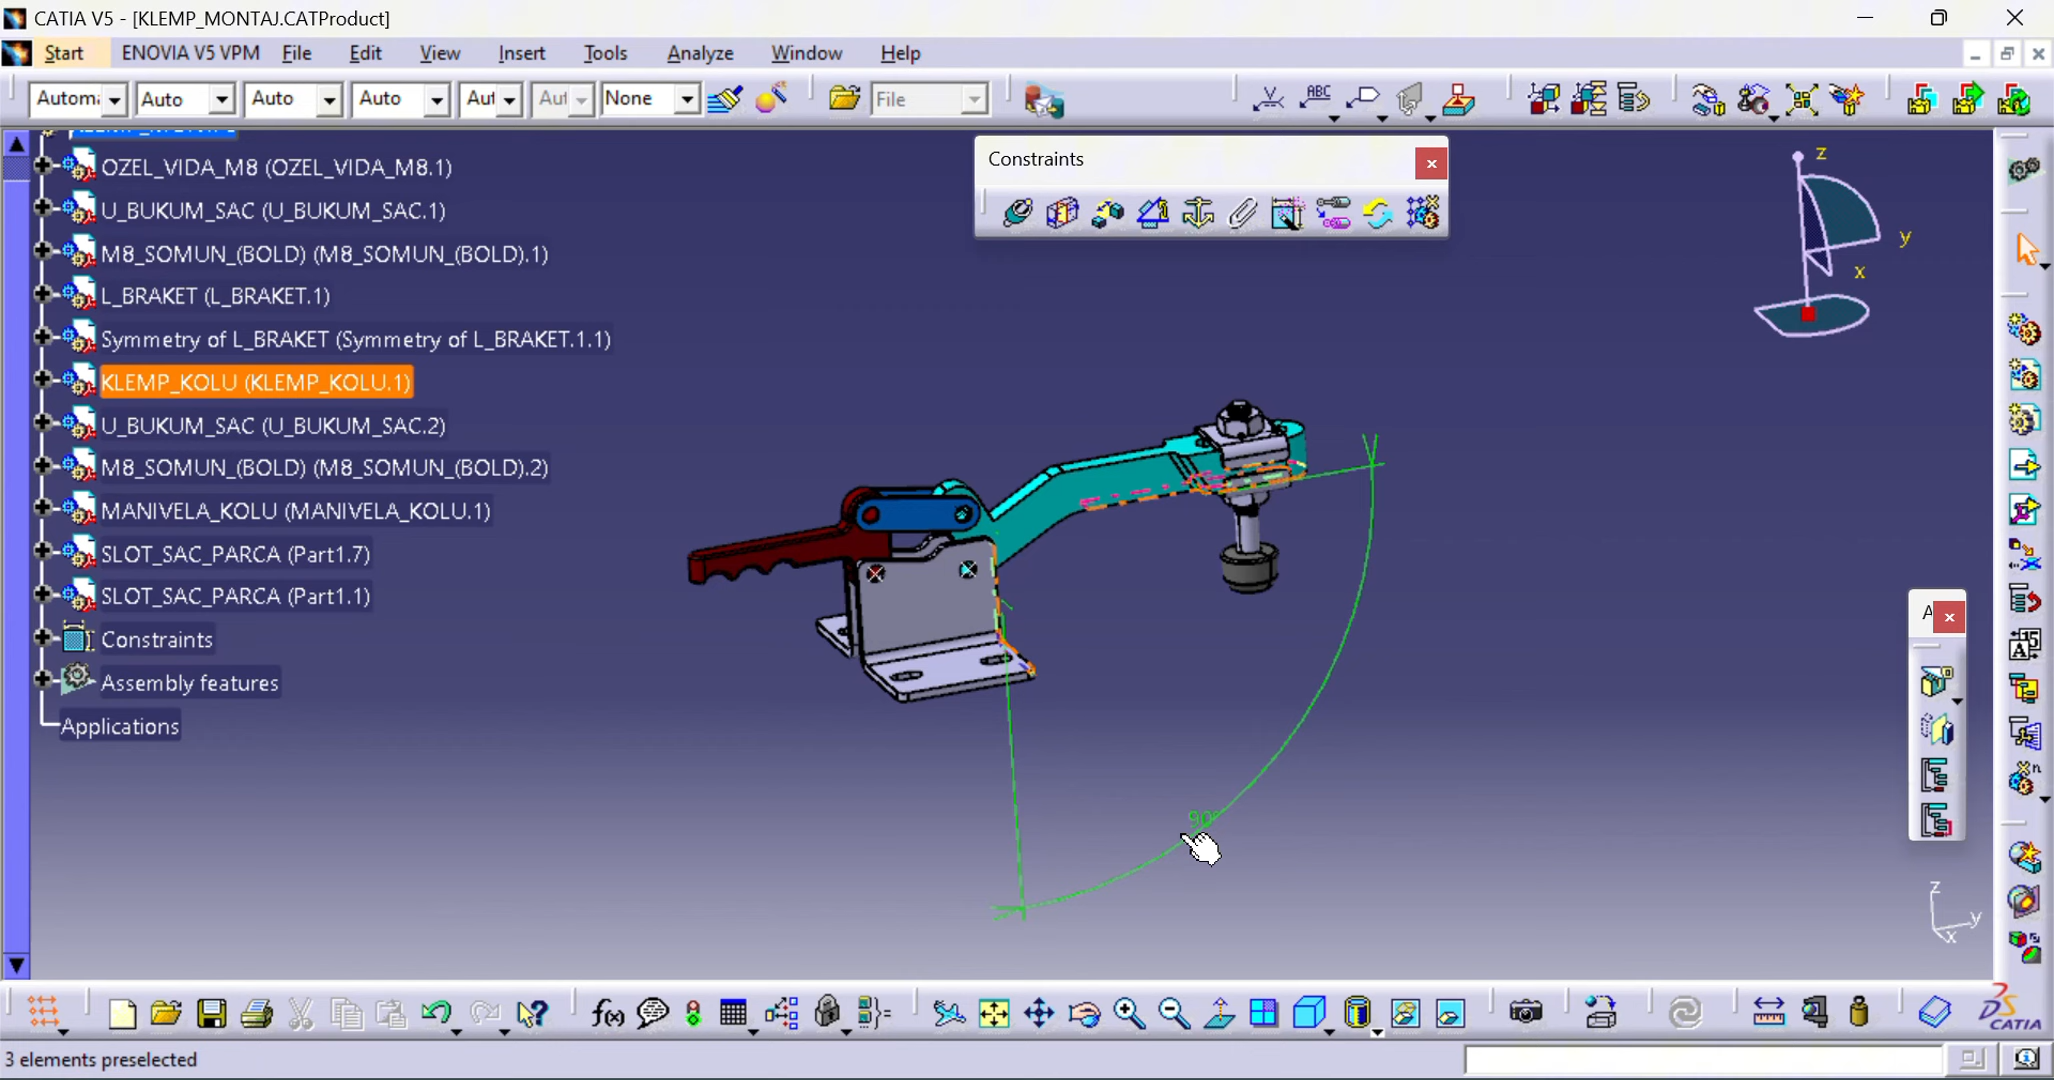 CATIA V5 - [KLEMP_MONTAJ.CATProduct]
Start ENOVIA V5 VPM File Edit View Insert Tools Analyze Window Help
Auto Auto Auto None File
ABC
Constraints
OZEL_VIDA_M8 (OZEL_VIDA_M8.1)
U_BUKUM_SAC (U_BUKUM_SAC.1)
M8_SOMUN_(BOLD) (M8_SOMUN_(BOLD).1)
L_BRAKET (L_BRAKET.1)
Symmetry of L_BRAKET (Symmetry of L_BRAKET.1.1)
KLEMP_KOLU (KLEMP_KOLU.1)
U_BUKUM_SAC (U_BUKUM_SAC.2)
M8_SOMUN_(BOLD) (M8_SOMUN_(BOLD).2)
MANIVELA_KOLU (MANIVELA_KOLU.1)
SLOT_SAC_PARCA (Part1.7)
SLOT_SAC_PARCA (Part1.1)
Constraints
Assembly features
Applications
z
y
x
90°
z
y
x
f(x)
CATIA
3 elements preselected